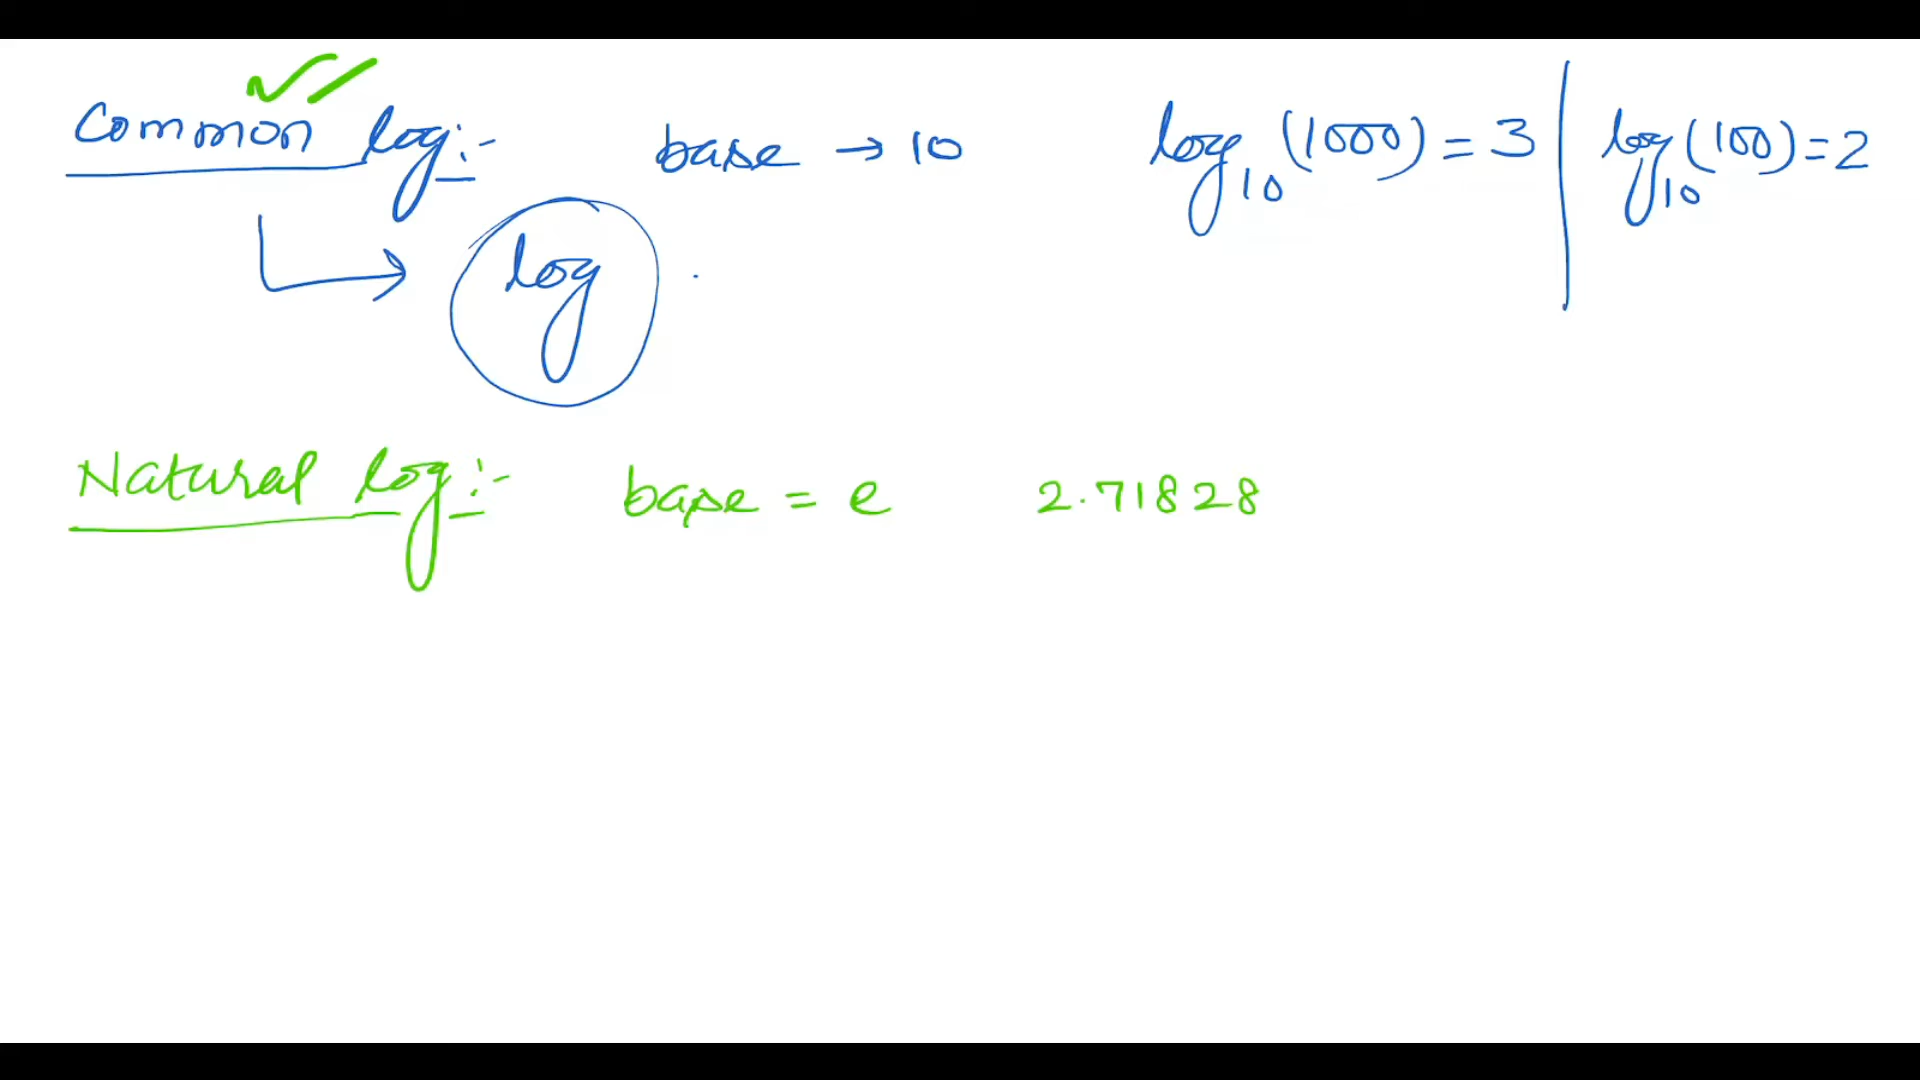 Common log:- base → 10 log₁₀(1000) = 3 | log₁₀(100) = 2
log
Natural log:- base = e 2.71828